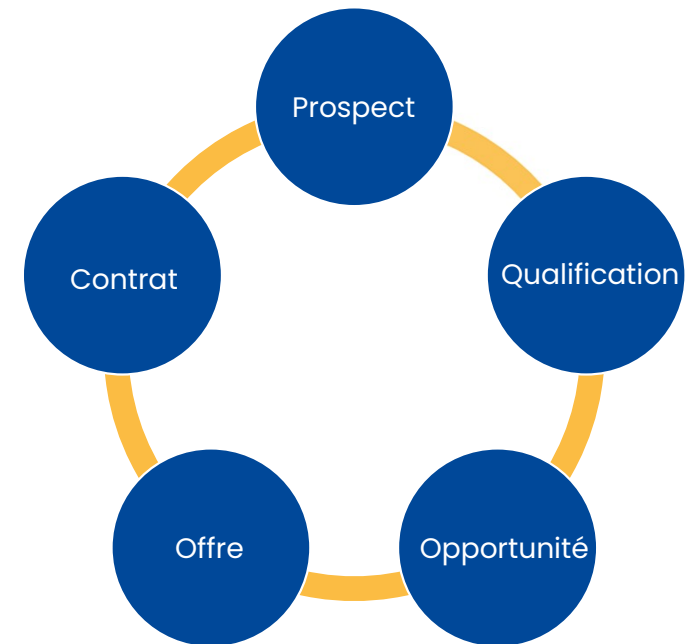 Prospect
Qualification
Opportunité
Offre
Contrat